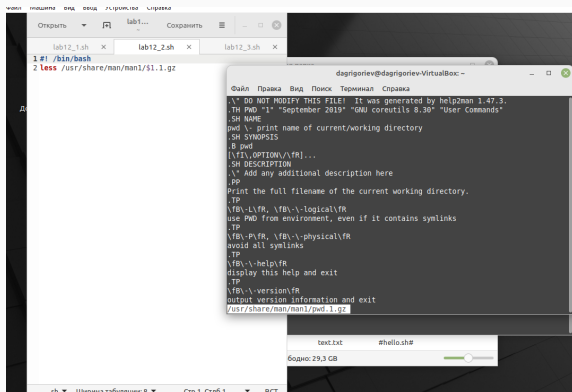 Файл Машина Вид Ввод Устройства Справка
Открыть lab1... Сохранить
lab12_1.sh × lab12_2.sh × lab12_3.sh ×
1 #! /bin/bash
2 less /usr/share/man/man1/$1.1.gz
dagrigoriev@dagrigoriev-VirtualBox: ~
Файл Правка Вид Поиск Терминал Справка
.\" DO NOT MODIFY THIS FILE!  It was generated by help2man 1.47.3.
.TH PWD "1" "September 2019" "GNU coreutils 8.30" "User Commands"
.SH NAME
pwd \- print name of current/working directory
.SH SYNOPSIS
.B pwd
[\fI\,OPTION\/\fR]...
.SH DESCRIPTION
.\" Add any additional description here
.PP
Print the full filename of the current working directory.
.TP
\fB\-L\fR, \fB\-\-logical\fR
use PWD from environment, even if it contains symlinks
.TP
\fB\-P\fR, \fB\-\-physical\fR
avoid all symlinks
.TP
\fB\-\-help\fR
display this help and exit
.TP
\fB\-\-version\fR
output version information and exit
/usr/share/man/man1/pwd.1.gz
text.txt #hello.sh#
бодно: 29,3 GB
sh Ширина табуляции: 8 Стр 1, Стлб 1 ВСТ